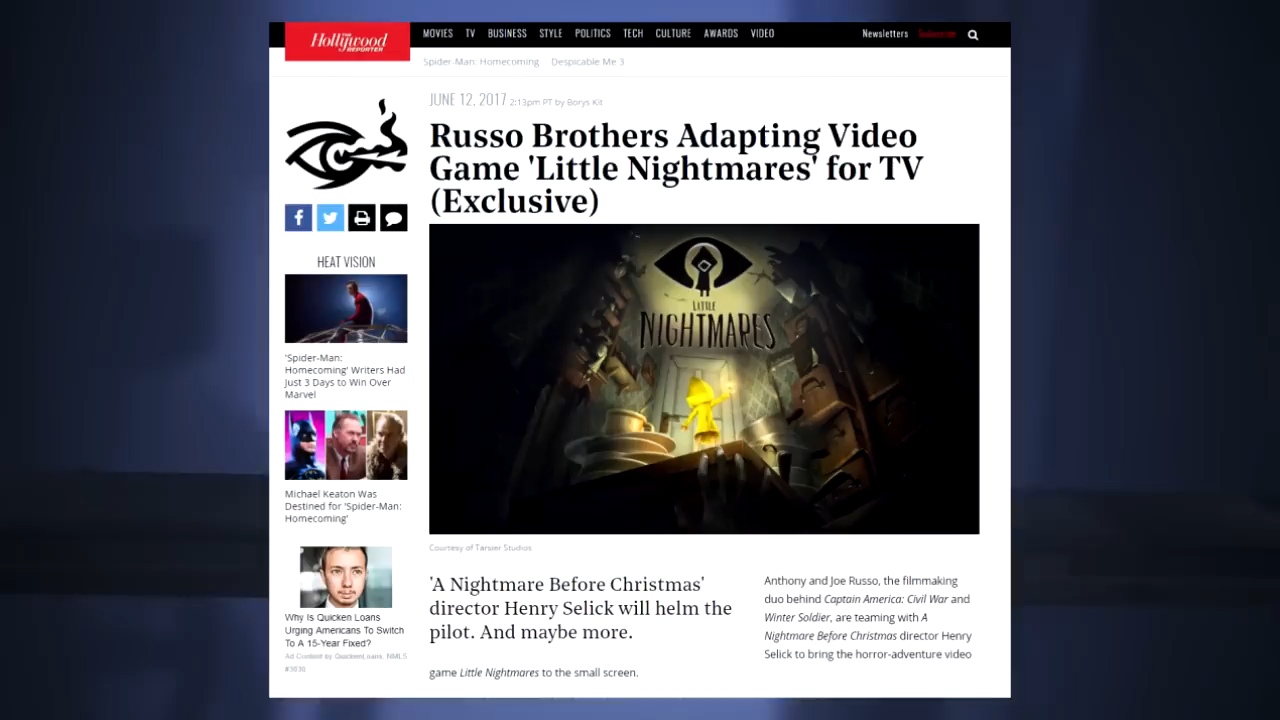 THE
Hollywood
REPORTER
MOVIES TV BUSINESS STYLE POLITICS TECH CULTURE AWARDS VIDEO
Newsletters
Spider-Man: Homecoming Despicable Me 3
JUNE 12, 2017 2:13pm PT by Borys Kit
Russo Brothers Adapting Video
Game 'Little Nightmares' for TV
(Exclusive)
LITTLE
NIGHTMARES
Courtesy of Tarsier Studios
'A Nightmare Before Christmas'
director Henry Selick will helm the
pilot. And maybe more.
Anthony and Joe Russo, the filmmaking
duo behind Captain America: Civil War and
Winter Soldier, are teaming with A
Nightmare Before Christmas director Henry
Selick to bring the horror-adventure video
game Little Nightmares to the small screen.
HEAT VISION
'Spider-Man:
Homecoming' Writers Had
Just 3 Days to Win Over
Marvel
Michael Keaton Was
Destined for 'Spider-Man:
Homecoming'
Why Is Quicken Loans
Urging Americans To Switch
To A 15-Year Fixed?
Ad Content by QuickenLoans, NMLS
#3030